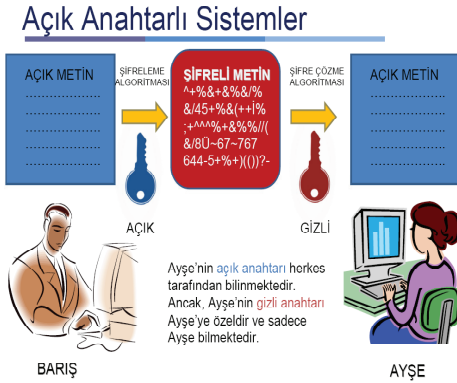 Açık Anahtarlı Sistemler
AÇIK METİN
……………………
……………………
……………………
……………………
……………………
ŞİFRELEME
ALGORİTMASI
ŞİFRELİ METİN
^+%&+&%&/%
&/45+%&(++İ%
;+^^^%+&%%//(
&/8Ü~67~767
644-5+%+)(())?-
ŞİFRE ÇÖZME
ALGORİTMASI
AÇIK METİN
……………………
……………………
……………………
……………………
……………………
AÇIK
GİZLİ
Ayşe’nin açık anahtarı herkes
tarafından bilinmektedir.
Ancak, Ayşe’nin gizli anahtarı
Ayşe’ye özeldir ve sadece
Ayşe bilmektedir.
BARIŞ
AYŞE